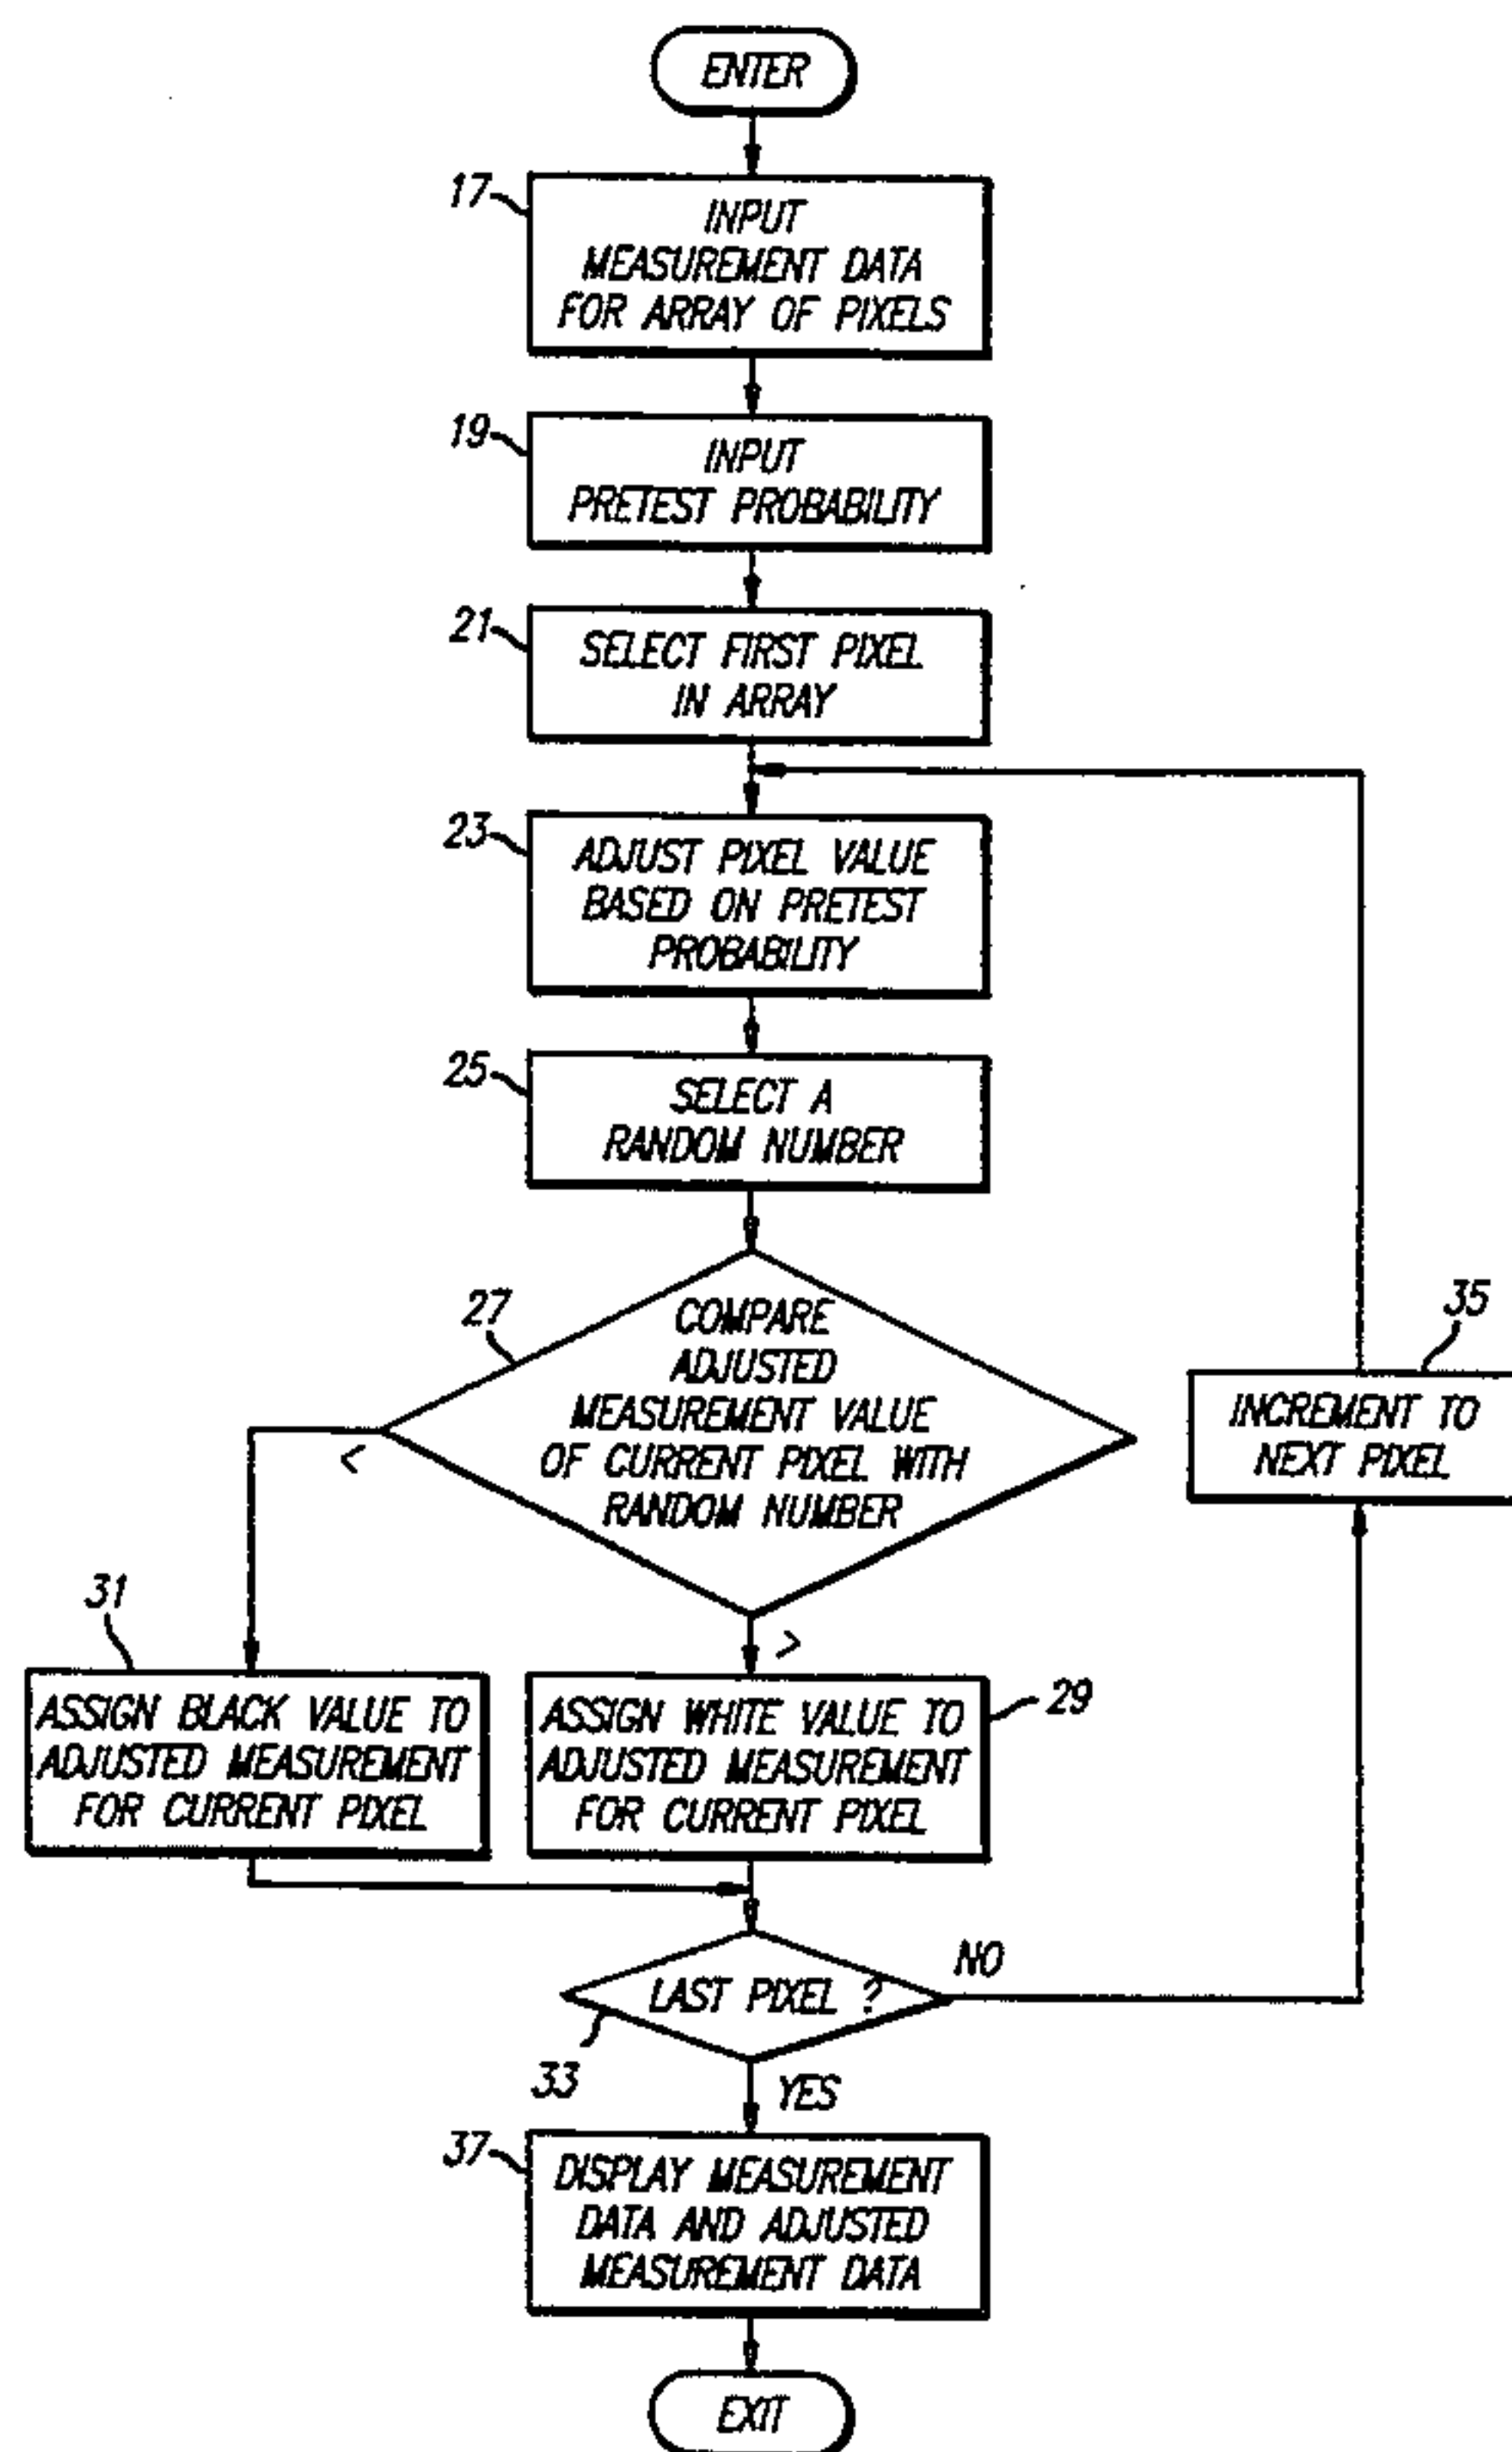 ENTER
17
INPUT
MEASUREMENT DATA
FOR ARRAY OF PIXELS
19
INPUT
PRETEST PROBABILITY
21
SELECT FIRST PIXEL
IN ARRAY
23
ADJUST PIXEL VALUE
BASED ON PRETEST
PROBABILITY
25
SELECT A
RANDOM NUMBER
27
COMPARE
ADJUSTED
MEASUREMENT VALUE
OF CURRENT PIXEL WITH
RANDOM NUMBER
35
INCREMENT TO
NEXT PIXEL
<
>
31
ASSIGN BLACK VALUE TO
ADJUSTED MEASUREMENT
FOR CURRENT PIXEL
29
ASSIGN WHITE VALUE TO
ADJUSTED MEASUREMENT
FOR CURRENT PIXEL
LAST PIXEL ?
NO
33
YES
37
DISPLAY MEASUREMENT
DATA AND ADJUSTED
MEASUREMENT DATA
EXIT